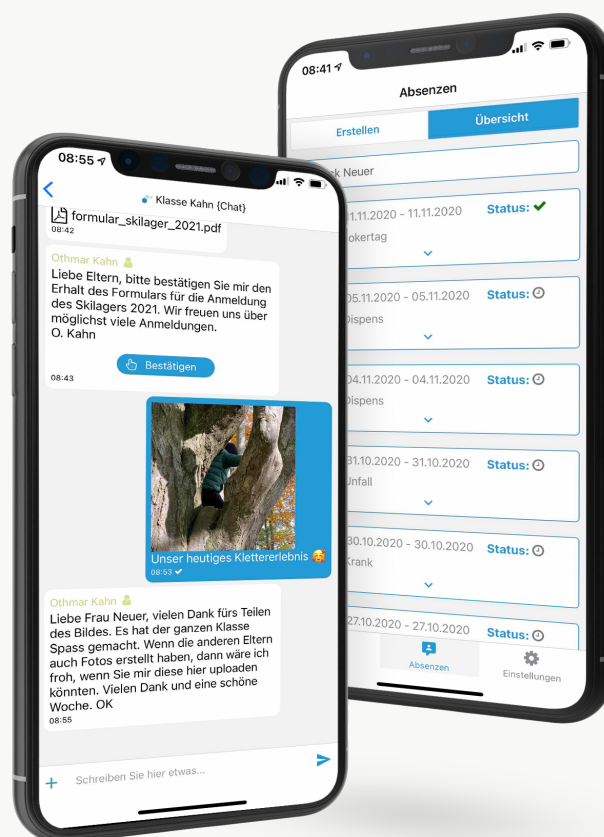 08:55
Klasse Kahn {Chat}
formular_skilager_2021.pdf
08:42
Othmar Kahn
Liebe Eltern, bitte bestätigen Sie mir den
Erhalt des Formulars für die Anmeldung
des Skilagers 2021. Wir freuen uns über
möglichst viele Anmeldungen.
O. Kahn
Bestätigen
08:43
Unser heutiges Klettererlebnis 🥰
08:53
Othmar Kahn
Liebe Frau Neuer, vielen Dank fürs Teilen
des Bildes. Es hat der ganzen Klasse
Spass gemacht. Wenn die anderen Eltern
auch Fotos erstellt haben, dann wäre ich
froh, wenn Sie mir diese hier uploaden
könnten. Vielen Dank und eine schöne
Woche. OK
08:55
Schreiben Sie hier etwas...
08:41
Absenzen
Erstellen
Übersicht
Neuer
11.2020 - 11.11.2020 Status:
05.11.2020 - 05.11.2020 Status:
04.11.2020 - 04.11.2020 Status:
31.10.2020 - 31.10.2020 Status:
30.10.2020 - 30.10.2020 Status:
27.10.2020 - 27.10.2020 Status:
Absenzen
Einstellungen